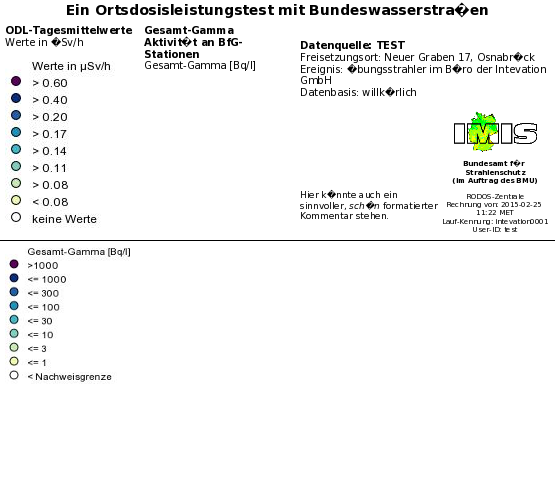 Ein Ortsdosisleistungstest mit Bundeswasserstra�en
ODL-Tagesmittelwerte
Werte in �Sv/h
Werte in µSv/h
> 0.60
> 0.40
> 0.20
> 0.17
> 0.14
> 0.11
> 0.08
< 0.08
keine Werte
Gesamt-Gamma
Aktivit�t an BfG-
Stationen
Gesamt-Gamma [Bq/l]
Datenquelle: TEST
Freisetzungsort: Neuer Graben 17, Osnabr�ck
Ereignis: �bungsstrahler im B�ro der Intevation
GmbH
Datenbasis: willk�rlich
Hier k�nnte auch ein
sinnvoller, sch�n formatierter
Kommentar stehen.
IMIS
Bundesamt f�r
Strahlenschutz
(im Auftrag des BMU)
RODOS-Zentrale
Rechnung von: 2015-02-25
11:22 MET
Lauf-Kennung: intevation0001
User-ID: test
Gesamt-Gamma [Bq/l]
>1000
<= 1000
<= 300
<= 100
<= 30
<= 10
<= 3
<= 1
< Nachweisgrenze